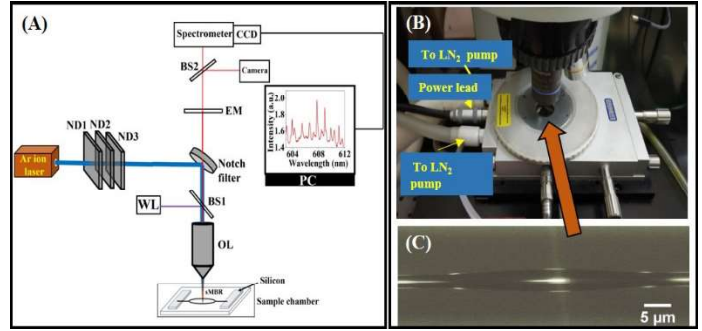 (A)
Spectrometer
CCD
BS2
Camera
EM
ND1
ND2
ND3
Ar ion
laser
Notch
filter
Intensity (a.u.)
2.0
1.8
1.6
1.4
604 608 612
Wavelength (nm)
PC
WL
BS1
OL
sMBR
Silicon
Sample chamber
(B)
To LN2 pump
Power lead
To LN2
pump
(C)
5 µm